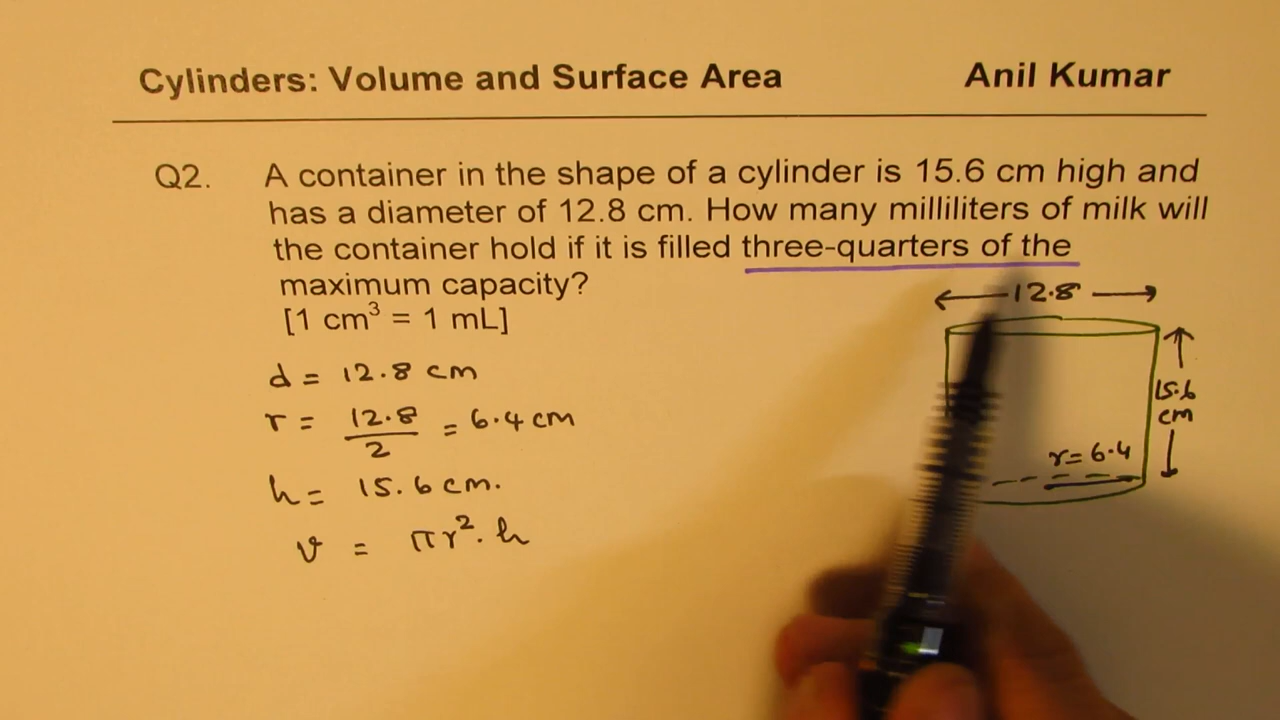 Cylinders: Volume and Surface Area Anil Kumar
Q2. A container in the shape of a cylinder is 15.6 cm high and
has a diameter of 12.8 cm. How many milliliters of milk will
the container hold if it is filled three-quarters of the
maximum capacity?
[1 cm³ = 1 mL]
12.8
d = 12.8 cm
r = 12.8/2 = 6.4 cm
15.6
cm
r = 6.4
h = 15.6 cm.
v = πr². h